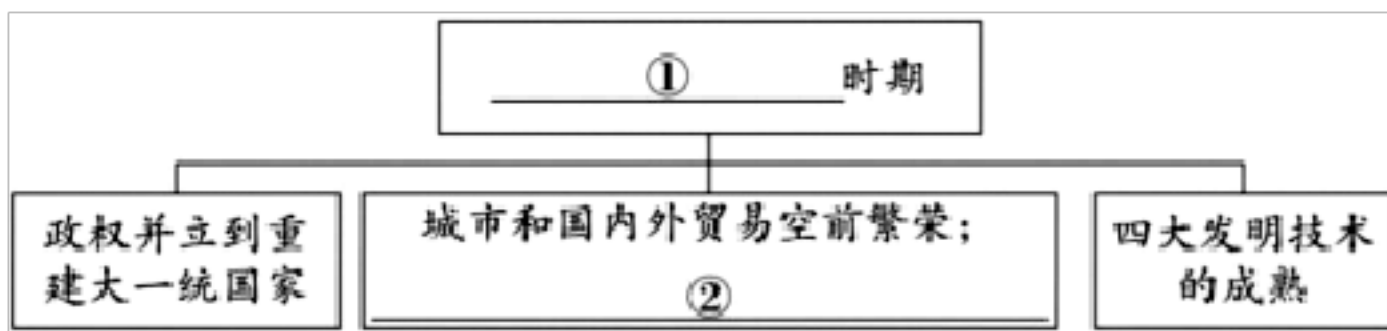 ①时期
政权并立到重
建大一统国家
城市和国内外贸易空前繁荣；
②
四大发明技术
的成熟